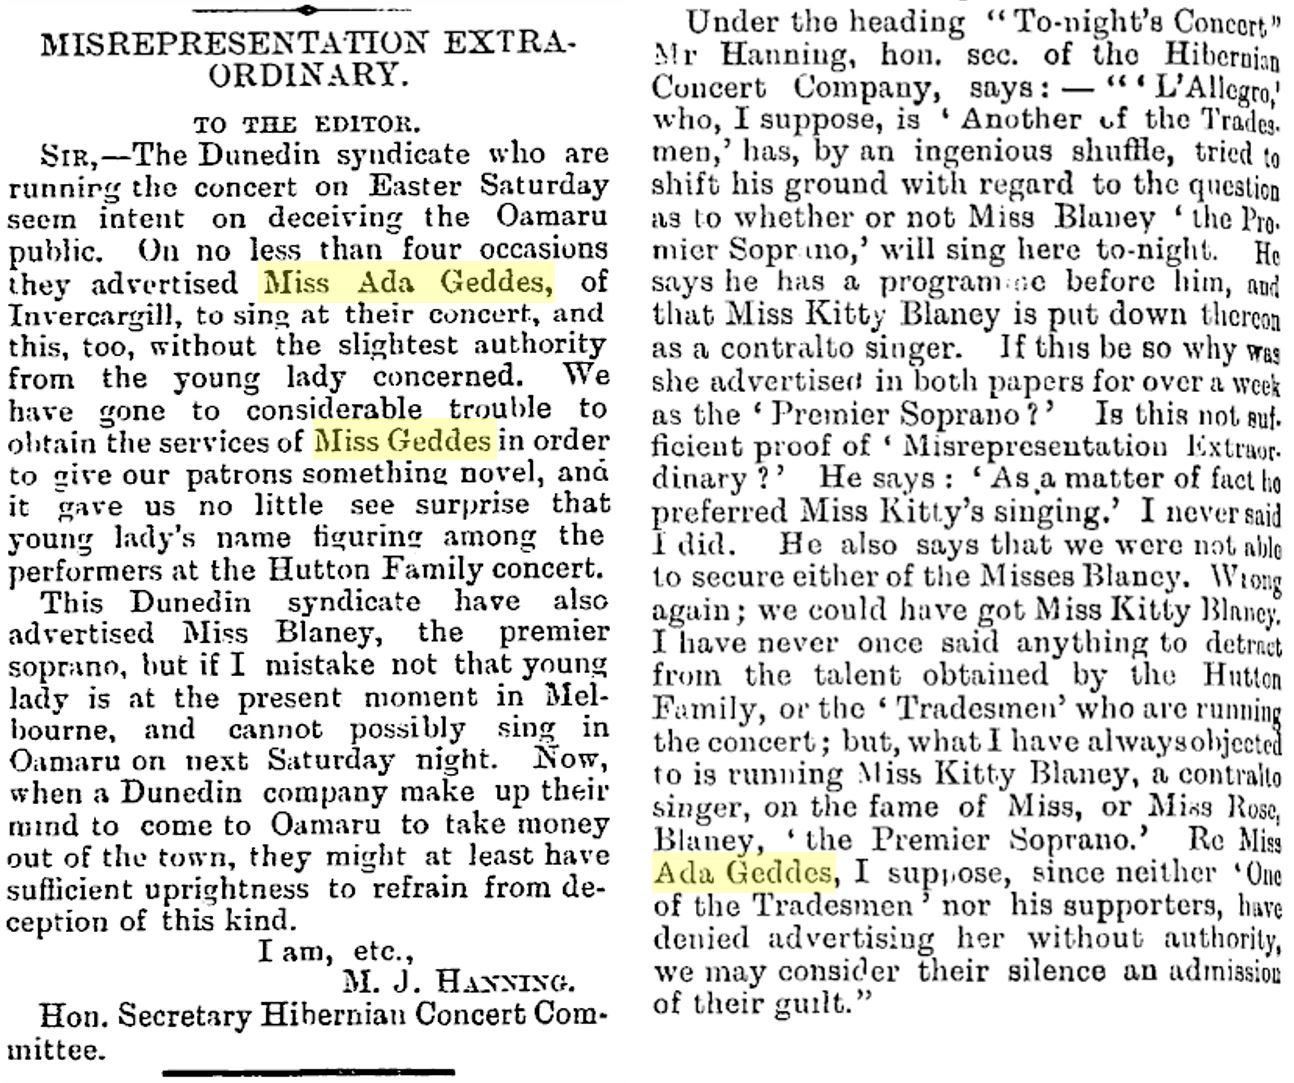 MISREPRESENTATION EXTRA-
ORDINARY.
TO THE EDITOR.
SIR,—The Dunedin syndicate who are
running the concert on Easter Saturday
seem intent on deceiving the Oamaru
public. On no less than four occasions
they advertised Miss Ada Geddes, of
Invercargill, to sing at their concert, and
this, too, without the slightest authority
from the young lady concerned. We
have gone to considerable trouble to
obtain the services of Miss Geddes in order
to give our patrons something novel, and
it gave us no little see surprise that
young lady's name figuring among the
performers at the Hutton Family concert.
This Dunedin syndicate have also
advertised Miss Blaney, the premier
soprano, but if I mistake not that young
lady is at the present moment in Mel-
bourne, and cannot possibly sing in
Oamaru on next Saturday night. Now,
when a Dunedin company make up their
mind to come to Oamaru to take money
out of the town, they might at least have
sufficient uprightness to refrain from de-
ception of this kind.
I am, etc.,
M. J. HANNING.
Hon. Secretary Hibernian Concert Com-
mittee.
Under the heading "To-night's Concert"
Mr Hanning, hon. sec. of the Hibernian
Concert Company, says: — "'L'Allegro,'
who, I suppose, is 'Another of the Trades-
men,' has, by an ingenious shuffle, tried to
shift his ground with regard to the question
as to whether or not Miss Blaney 'the Pre-
mier Soprano,' will sing here to-night. He
says he has a programme before him, and
that Miss Kitty Blaney is put down thereon
as a contralto singer. If this be so why was
she advertised in both papers for over a week
as the 'Premier Soprano?' Is this not suf-
ficient proof of 'Misrepresentation Extraor-
dinary?' He says: 'As a matter of fact he
preferred Miss Kitty's singing.' I never said
I did. He also says that we were not able
to secure either of the Misses Blaney. Wrong
again; we could have got Miss Kitty Blaney.
I have never once said anything to detract
from the talent obtained by the Hutton
Family, or the 'Tradesmen' who are running
the concert; but, what I have always objected
to is running Miss Kitty Blaney, a contralto
singer, on the fame of Miss, or Miss Rose,
Blaney, 'the Premier Soprano.' Re Miss
Ada Geddes, I suppose, since neither 'One
of the Tradesmen' nor his supporters, have
denied advertising her without authority,
we may consider their silence an admission
of their guilt."